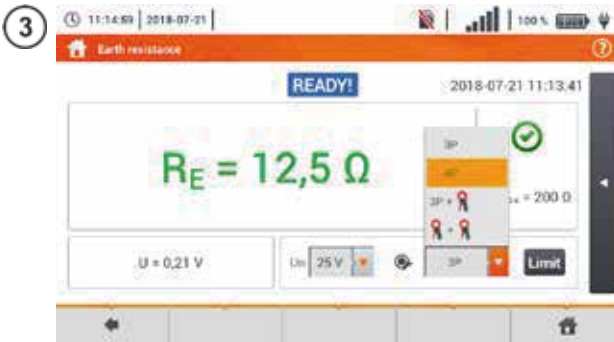 3
11:14:59 2018-07-21 100 %
Earth resistance ?
READY! 2018-07-21 11:13:41
RE = 12,5 Ω
3P
4P
3P +
+
= 200 Ω
U = 0,21 V
Un 25 V 3P Limit